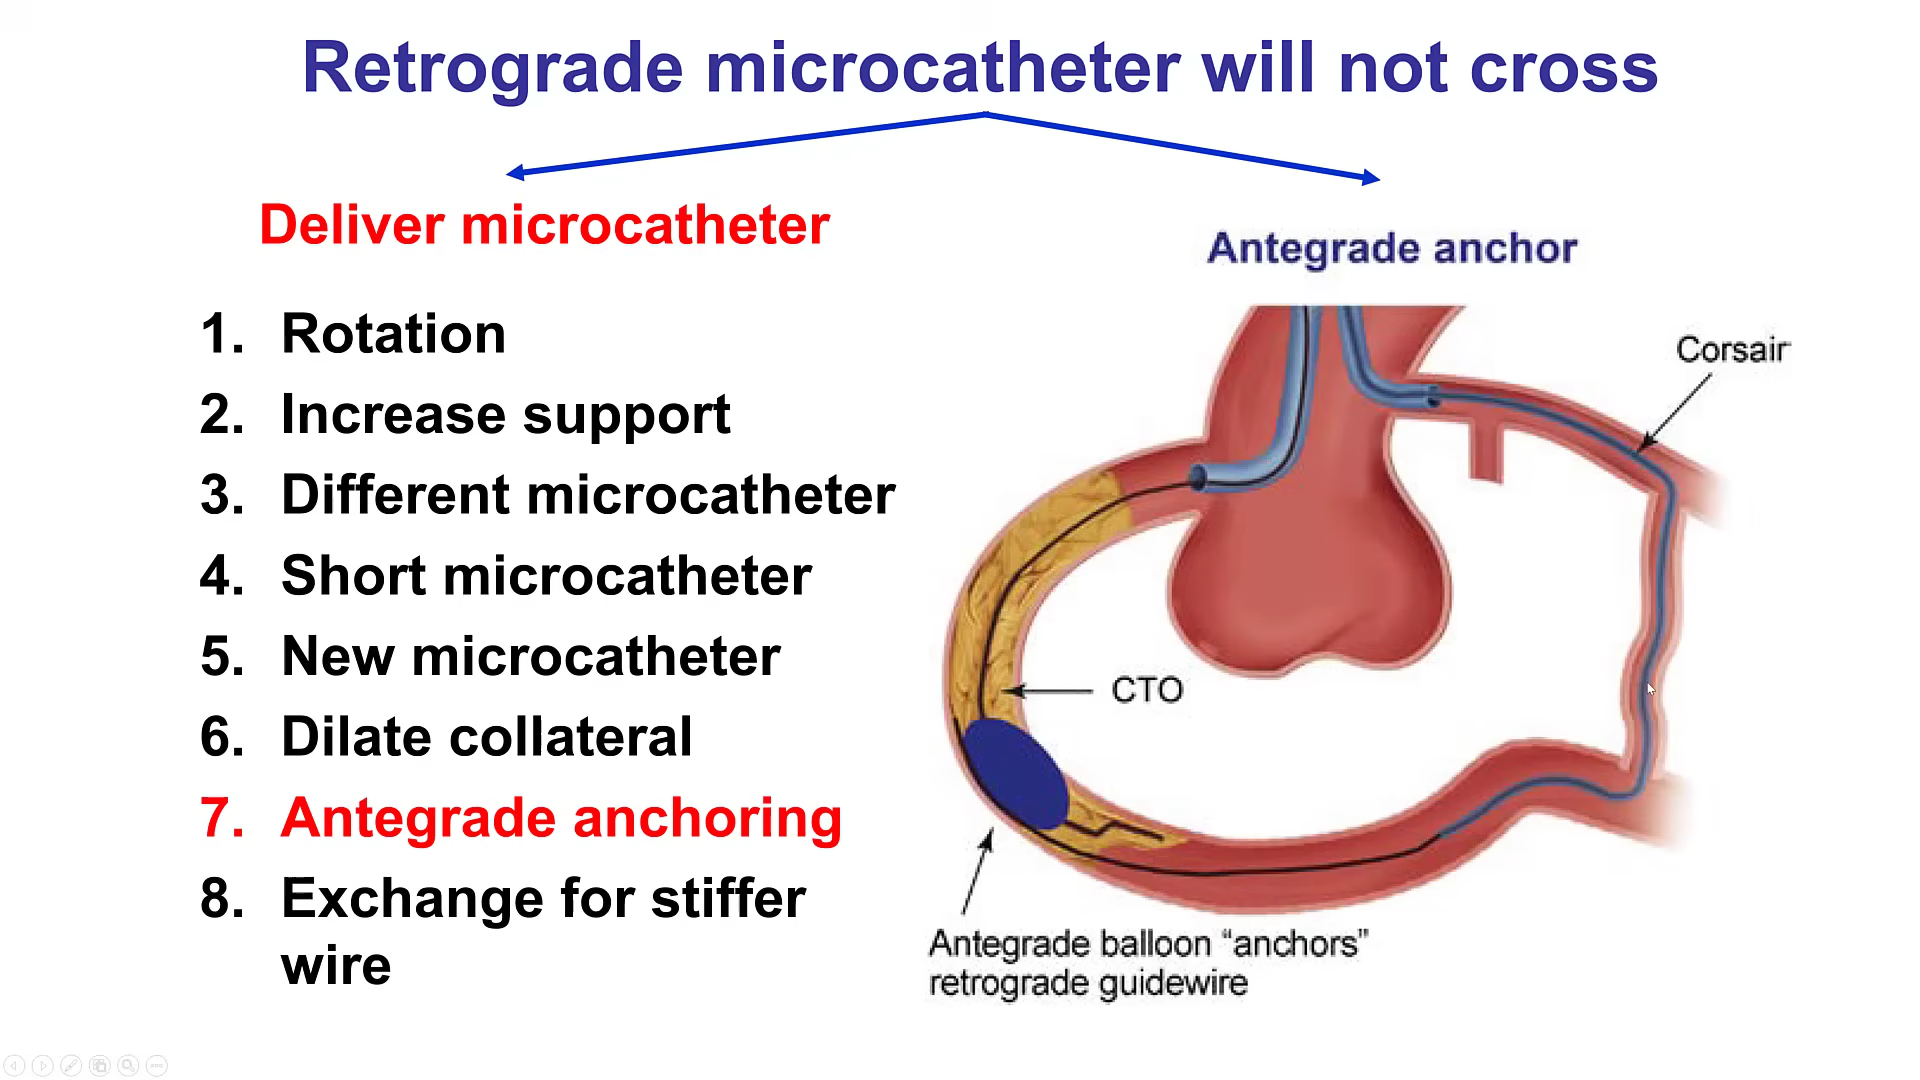 Retrograde microcatheter will not cross
Deliver microcatheter
1. Rotation
2. Increase support
3. Different microcatheter
4. Short microcatheter
5. New microcatheter
6. Dilate collateral
7. Antegrade anchoring
8. Exchange for stiffer
wire
Antegrade anchor
Corsair
CTO
Antegrade balloon “anchors”
retrograde guidewire